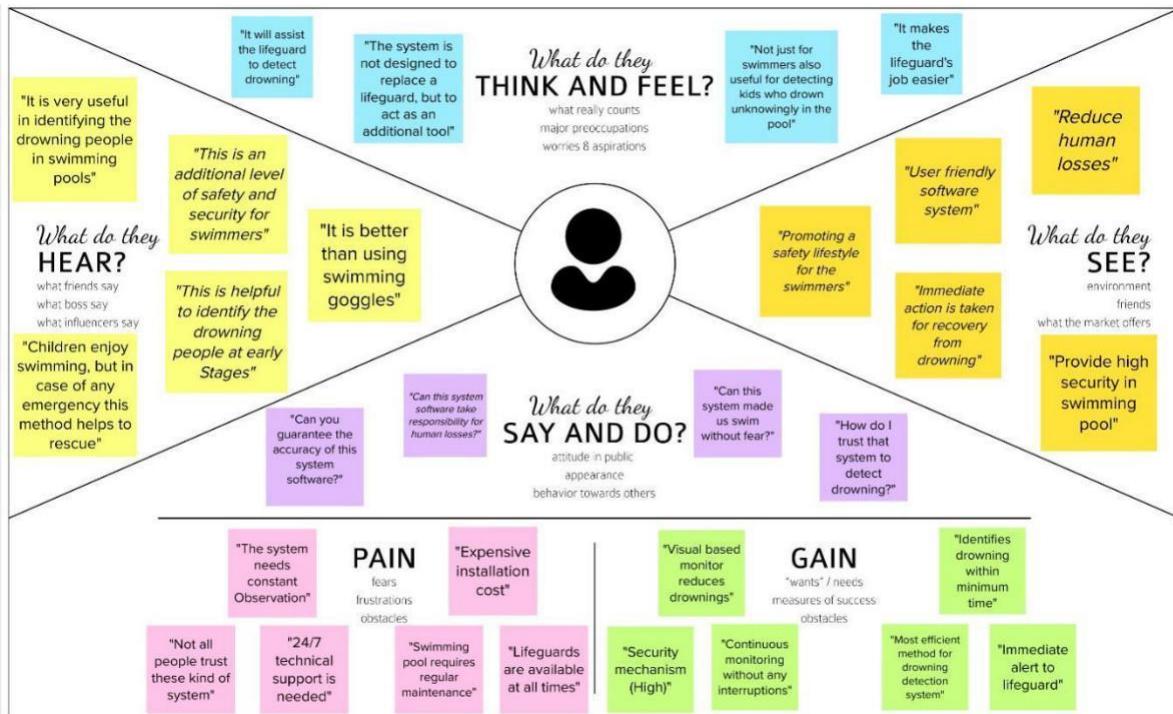 "It will assist
the lifeguard
to detect
drowning"
"The system is
not designed to
replace a
lifeguard, but to
act as an
additional tool"
What do they
THINK AND FEEL?
what really counts
major preoccupations
worries 8 aspirations
"Not just for
swimmers also
useful for detecting
kids who drown
unknowingly in the
pool"
"It makes
the
lifeguard's
job easier"
"It is very useful
in identifying the
drowning people
in swimming
pools"
"This is an
additional level of
safety and
security for
swimmers"
"It is better
than using
swimming
goggles"
What do they
HEAR?
what friends say
what boss say
what influencers say
"This is helpful
to identify the
drowning
people at early
Stages"
"Children enjoy
swimming, but in
case of any
emergency this
method helps to
rescue"
"Reduce
human
losses"
"User friendly
software
system"
"Promoting a
safety lifestyle
for the
swimmers"
What do they
SEE?
environment
friends
what the market offers
"Immediate
action is taken
for recovery
from
drowning"
"Provide high
security in
swimming
pool"
"Can you
guarantee the
accuracy of this
system
software?"
"Can this system
software take
responsibility for
human losses?"
What do they
SAY AND DO?
attitude in public
appearance
behavior towards others
"Can this
system made
us swim
without fear?"
"How do I
trust that
system to
detect
drowning?"
"The system
needs
constant
Observation"
PAIN
fears
frustrations
obstacles
"Expensive
installation
cost"
"Not all
people trust
these kind of
system"
"24/7
technical
support is
needed"
"Swimming
pool requires
regular
maintenance"
"Lifeguards
are available
at all times"
"Visual based
monitor
reduces
drownings"
GAIN
"wants" / needs
measures of success
obstacles
"Identifies
drowning
within
minimum
time"
"Security
mechanism
(High)"
"Continuous
monitoring
without any
interruptions"
"Most efficient
method for
drowning
detection
system"
"Immediate
alert to
lifeguard"